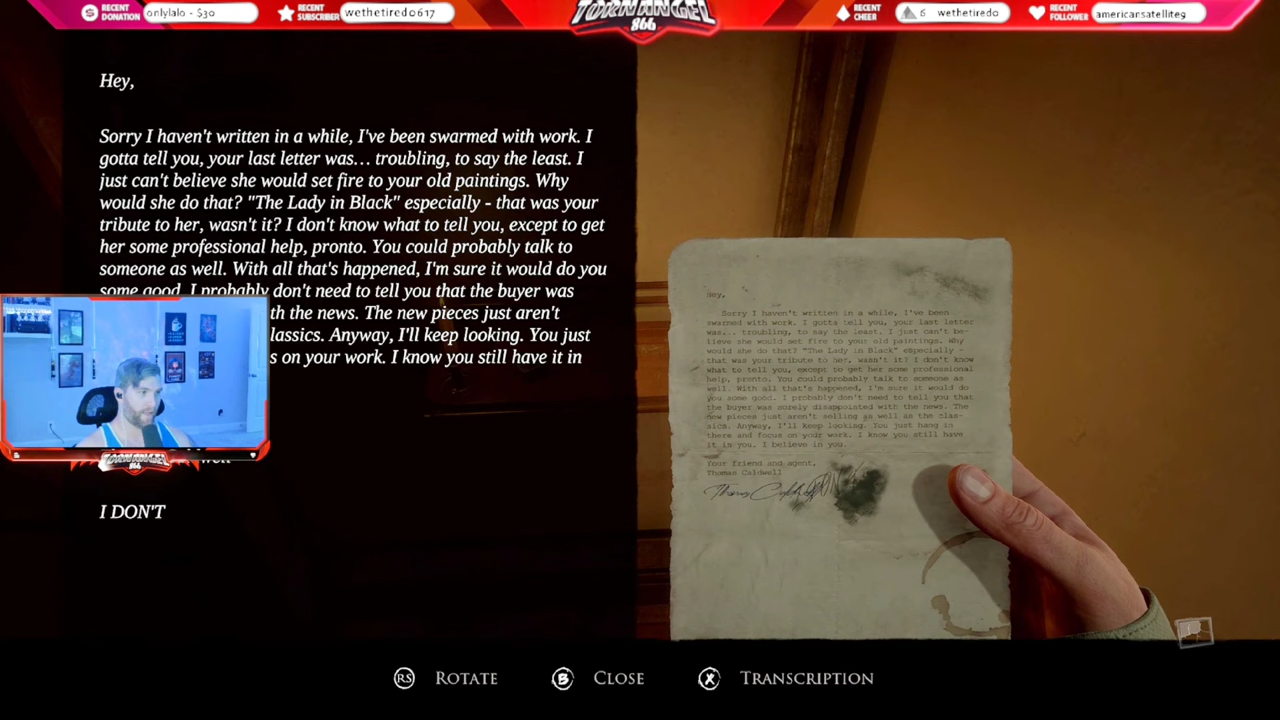 RECENT DONATION
onlylalo - $30
RECENT SUBSCRIBER
wethetired0617
TORNANGEL
866
RECENT CHEER
6 wethetired0
RECENT FOLLOWER
americansatellite9
Hey,
Sorry I haven't written in a while, I've been swarmed with work. I
gotta tell you, your last letter was... troubling, to say the least. I
just can't believe she would set fire to your old paintings. Why
would she do that? "The Lady in Black" especially - that was your
tribute to her, wasn't it? I don't know what to tell you, except to get
her some professional help, pronto. You could probably talk to
someone as well. With all that's happened, I'm sure it would do you
some good. I probably don't need to tell you that the buyer was
th the news. The new pieces just aren't
lassics. Anyway, I'll keep looking. You just
s on your work. I know you still have it in
I DON'T
TORNANGEL
866
Hey,
Sorry I haven't written in a while, I've been
swarmed with work. I gotta tell you, your last letter
was... troubling, to say the least. I just can't be-
lieve she would set fire to your old paintings. Why
would she do that? "The Lady in Black" especially -
that was your tribute to her, wasn't it? I don't know
what to tell you, except to get her some professional
help, pronto. You could probably talk to someone as
well. With all that's happened, I'm sure it would do
you some good. I probably don't need to tell you that
the buyer was sorely disappointed with the news. The
new pieces just aren't selling as well as the clas-
sics. Anyway, I'll keep looking. You just hang in
there and focus on your work. I know you still have
it in you. I believe in you.
Your friend and agent,
Thomas Caldwell
RS ROTATE
B CLOSE
X TRANSCRIPTION